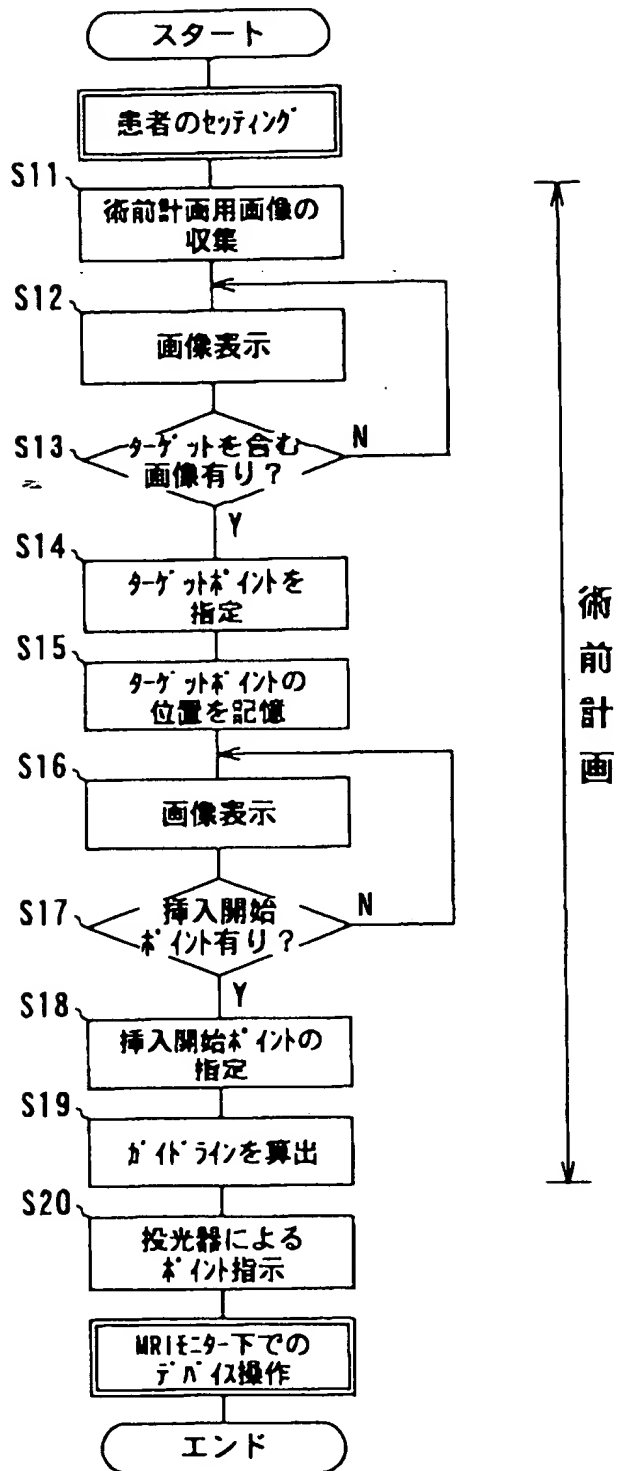 スタート
患者のセッティング
S11
術前計画用画像の
収集
S12
画像表示
S13
ターゲットを含む
画像有り？
N
Y
S14
ターゲットポイントを
指定
S15
ターゲットポイントの
位置を記憶
S16
画像表示
S17
挿入開始
ポイント有り？
N
Y
S18
挿入開始ポイントの
指定
S19
ガイドラインを算出
S20
投光器による
ポイント指示
MRIモニター下での
デバイス操作
エンド
術前計画